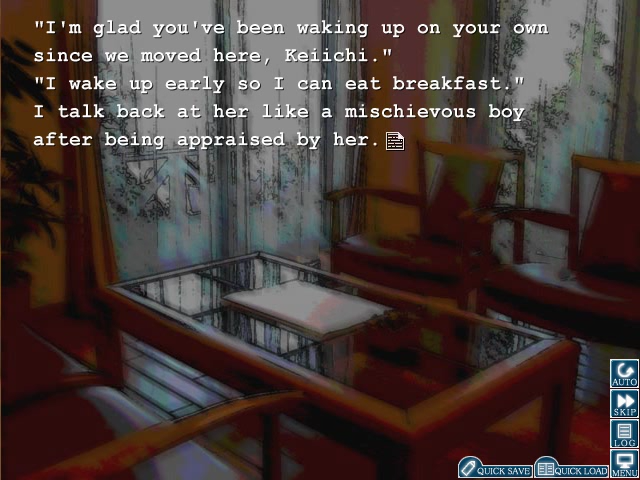 "I'm glad you've been waking up on your own
since we moved here, Keiichi."
"I wake up early so I can eat breakfast."
I talk back at her like a mischievous boy
after being appraised by her.
AUTO
SKIP
LOG
MENU
QUICK SAVE
QUICK LOAD